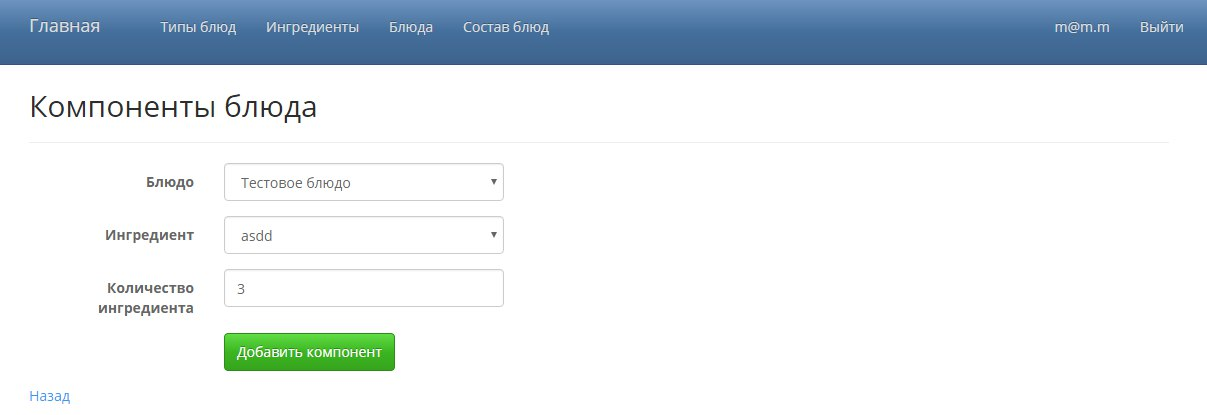 Главная Типы блюд Ингредиенты Блюда Состав блюд m@m.m Выйти
Компоненты блюда
Блюдо Тестовое блюдо
Ингредиент asdd
Количество
ингредиента 3
Добавить компонент
Назад